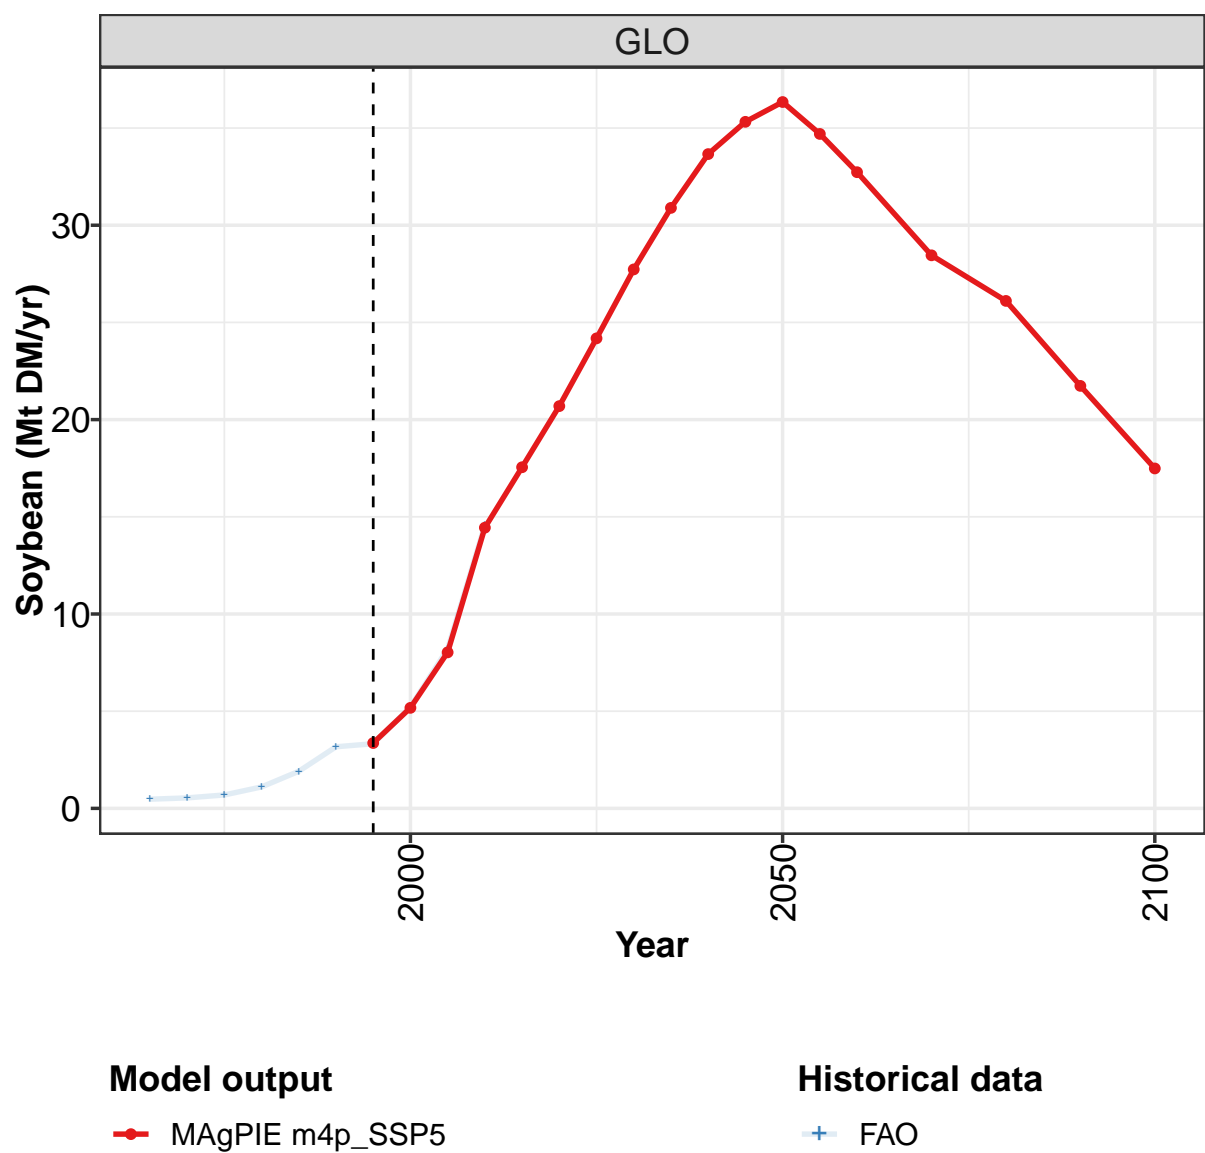 GLO
Soybean (Mt DM/yr)
30
20
10
0
2000
2050
2100
Year
Model output
MAgPIE m4p_SSP5
Historical data
FAO